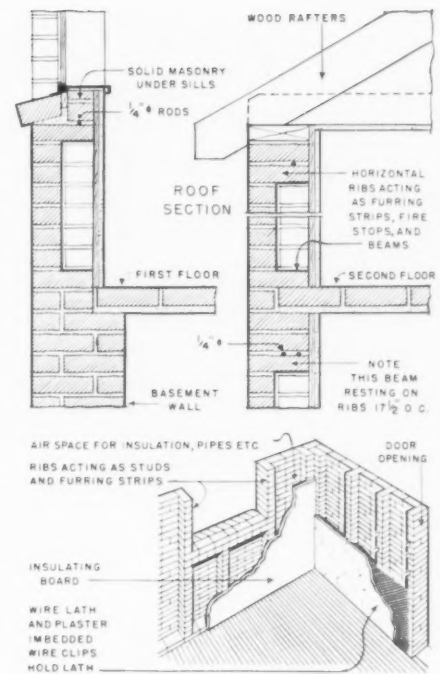 WOOD RAFTERS
SOLID MASONRY
UNDER SILLS
1/4" ϕ RODS
ROOF
SECTION
HORIZONTAL
RIBS ACTING
AS FURRING
STRIPS, FIRE
STOPS, AND
BEAMS
FIRST FLOOR
SECOND FLOOR
1/4" ϕ
BASEMENT
WALL
NOTE
THIS BEAM
RESTING ON
RIBS 17 1/2" O.C.
AIR SPACE FOR INSULATION, PIPES ETC
DOOR
OPENING
RIBS ACTING AS STUDS
AND FURRING STRIPS
INSULATING
BOARD
WIRE LATH
AND PLASTER
IMBEDDED
WIRE CLIPS
HOLD LATH